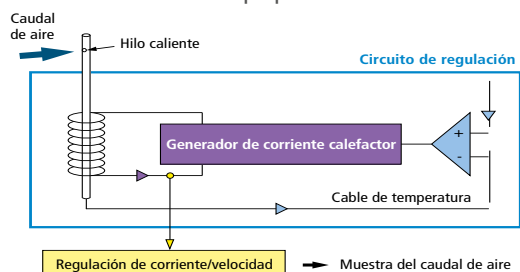 Caudal
de aire
Hilo caliente
Circuito de regulación
Generador de corriente calefactor
+
-
Cable de temperatura
Regulación de corriente/velocidad
Muestra del caudal de aire